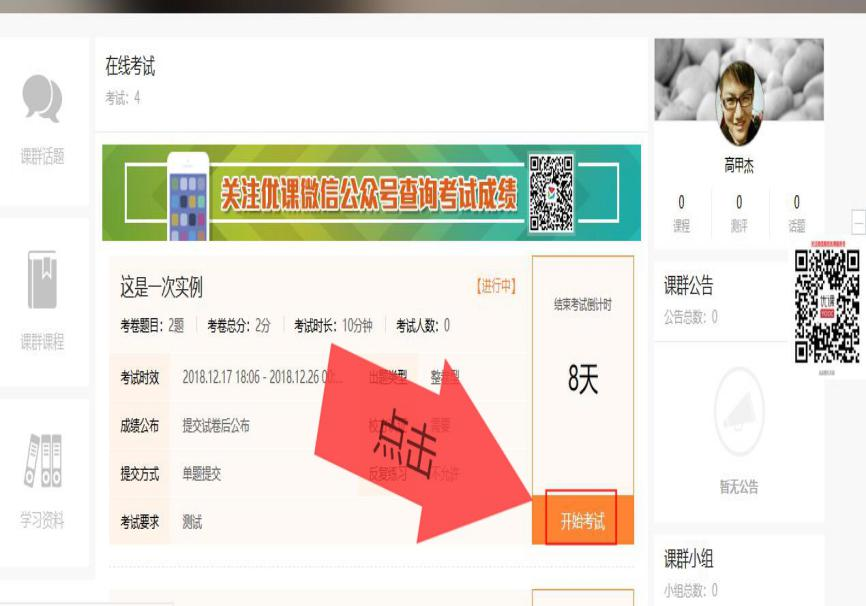 在线考试
考试：4
课群话题
关注优课微信公众号查询考试成绩
高甲杰
0 0 0
课程 测评 话题
这是一次实例
【进行中】
考卷题目：2题 考卷总分：2分 考试时长：10分钟 考试人数：0
结束考试倒计时
8天
课群公告
公告总数：0
优课
课群课程
考试时效 2018.12.17 18:06 - 2018.12.26 00:... 出题类型
成绩公布 提交试卷后公布 需要
点击
提交方式 单题提交 反复练习 不允许
暂无公告
考试要求 测试
开始考试
学习资料
课群小组
小组总数：0